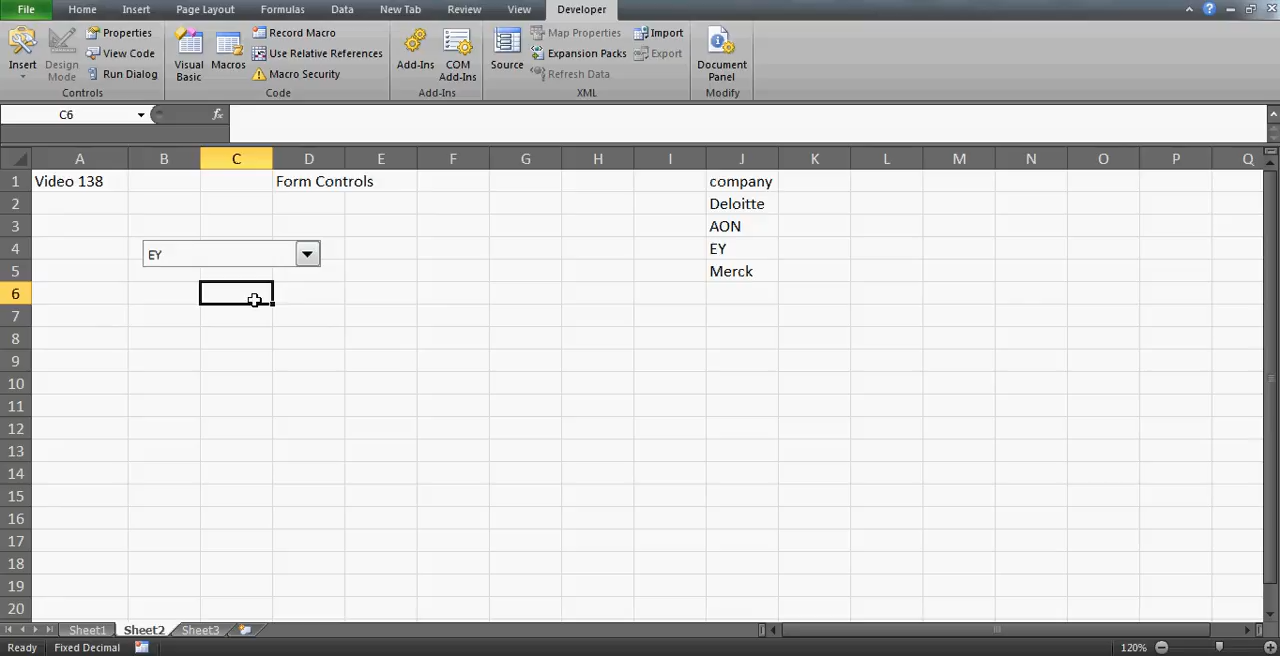 File Home Insert Page Layout Formulas Data New Tab Review View Developer
Properties Record Macro Map Properties Import
View Code Use Relative References Expansion Packs Export
Insert Design Mode Run Dialog Visual Basic Macros Macro Security Add-Ins COM Add-Ins Source Refresh Data Document Panel
Controls Code Add-Ins XML Modify
C6 fx
A B C D E F G H I J K L M N O P Q
1 Video 138 Form Controls company
2 Deloitte
3 AON
4 EY EY
5 Merck
6
7
8
9
10
11
12
13
14
15
16
17
18
19
20
Sheet1 Sheet2 Sheet3
Ready Fixed Decimal 120%